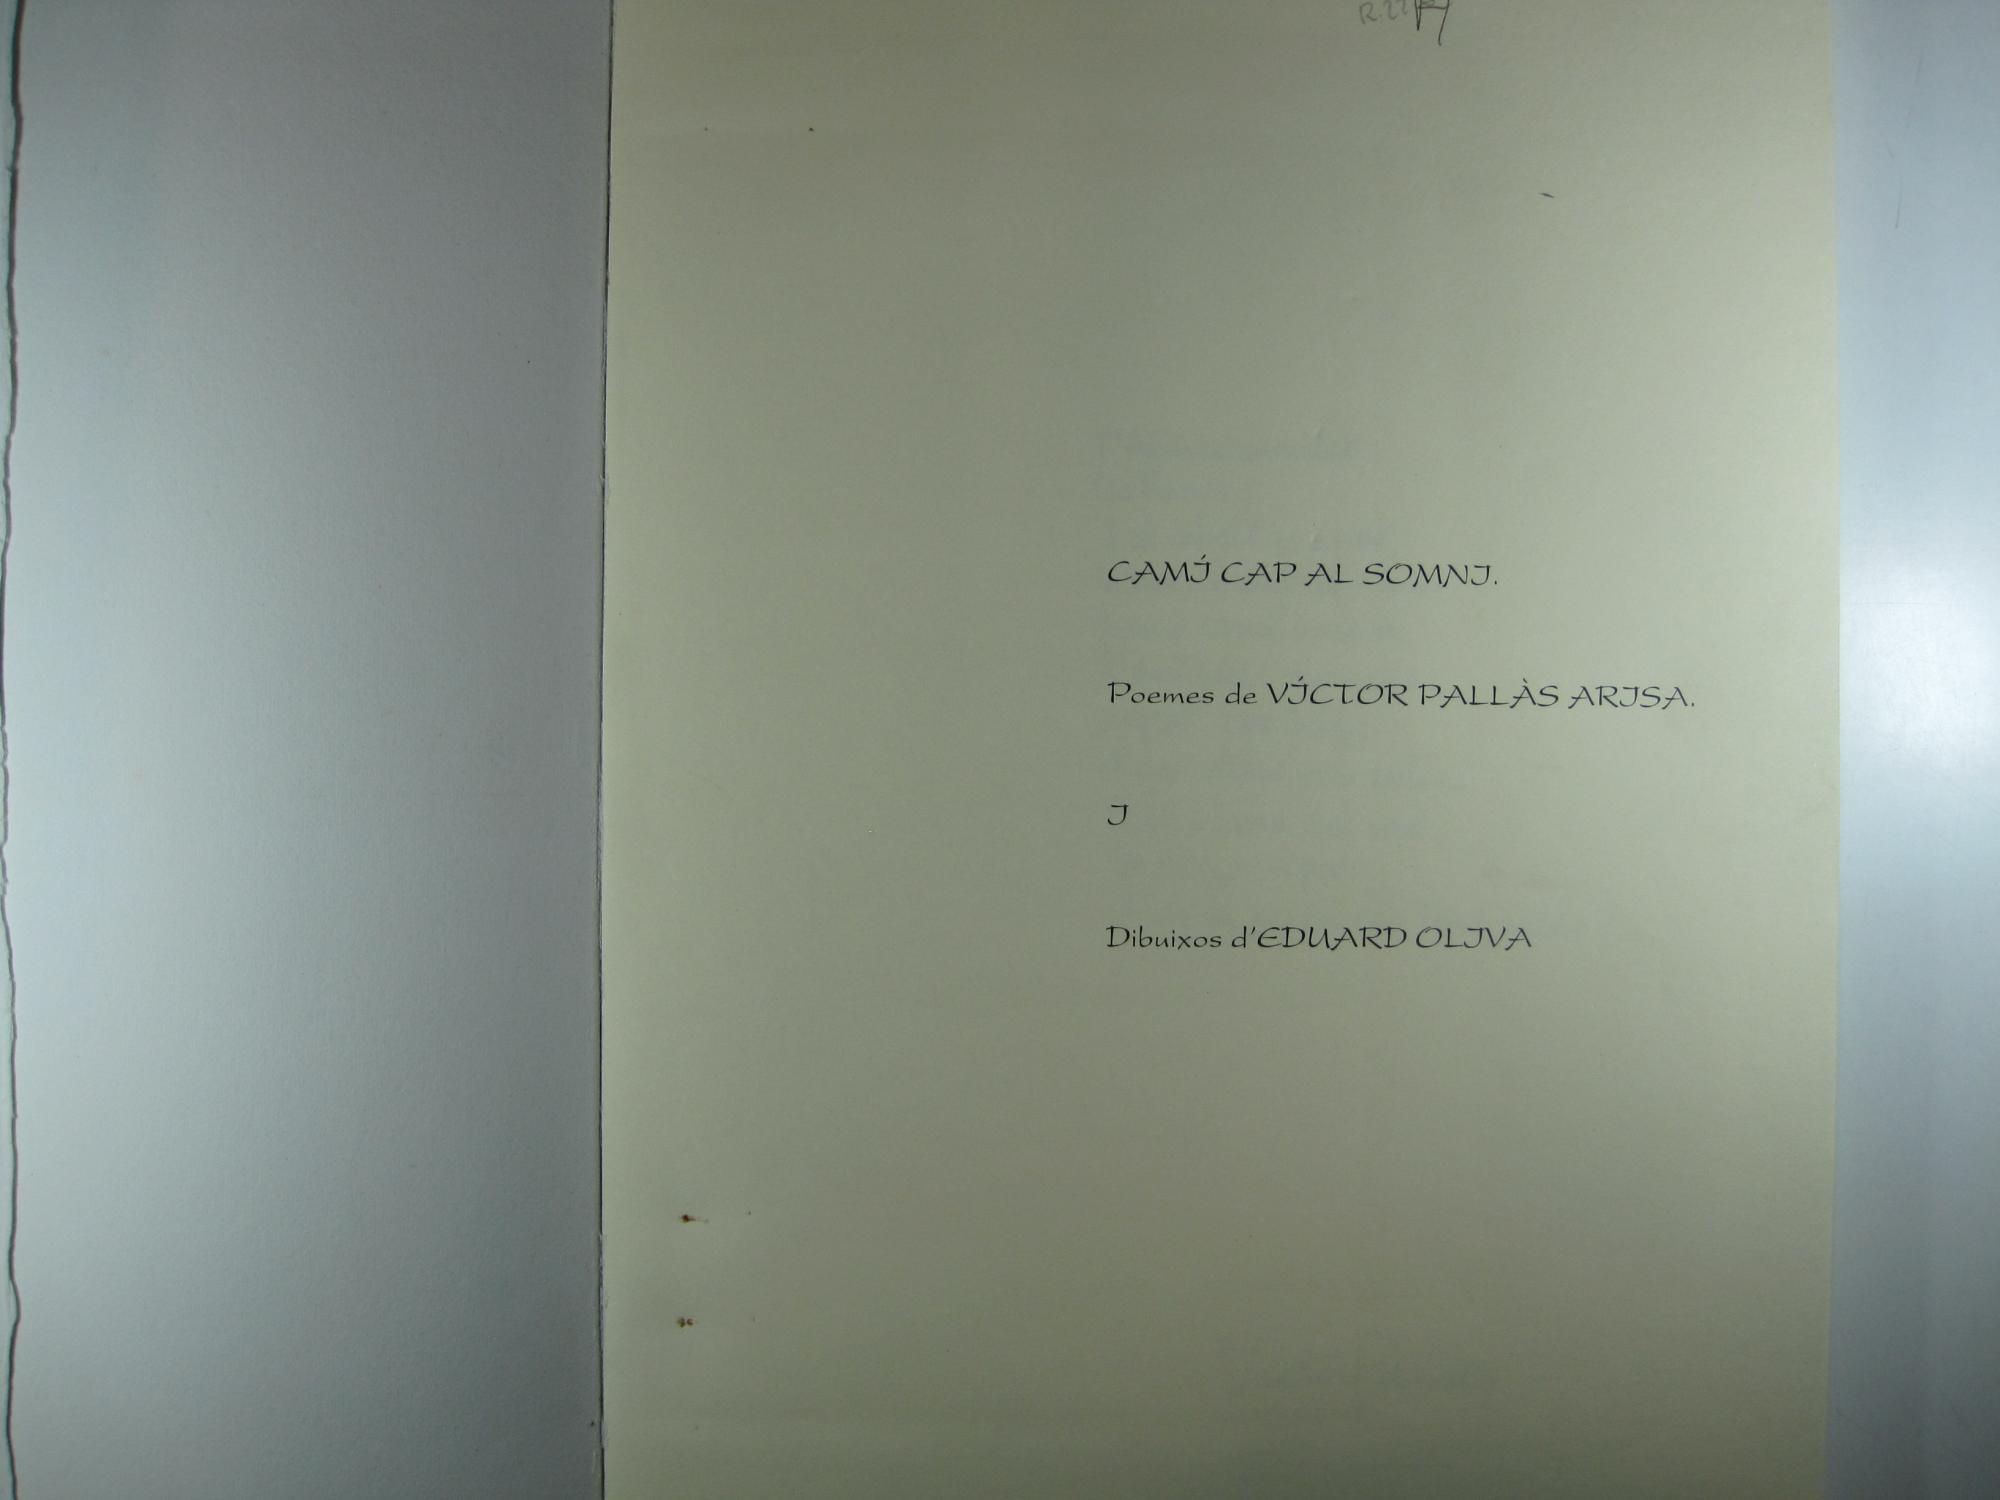 CAMÍ CAP AL SOMNI.
Poemes de VÍCTOR PALLÀS ARISA.
I
Dibuixos d'EDUARD OLIVA